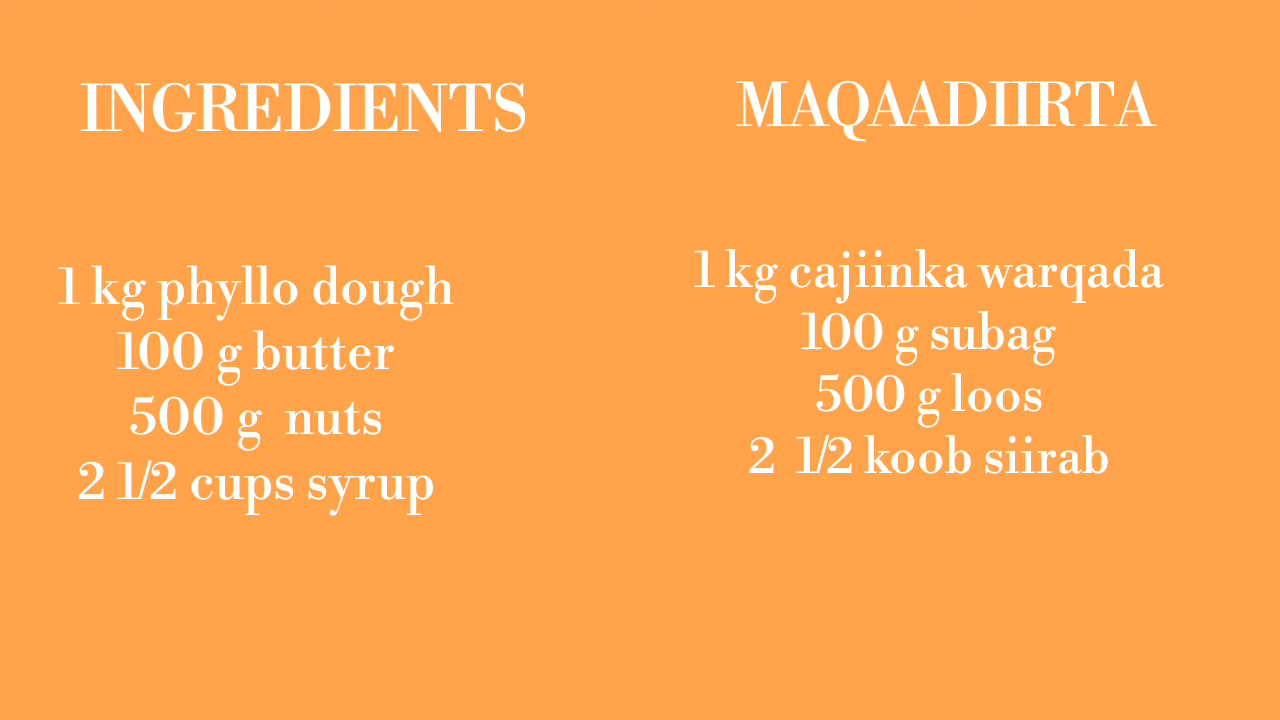 INGREDIENTS
1 kg phyllo dough
100 g butter
500 g nuts
2 1/2 cups syrup
MAQAADIIRTA
1 kg cajiinka warqada
100 g subag
500 g loos
2 1/2 koob siirab